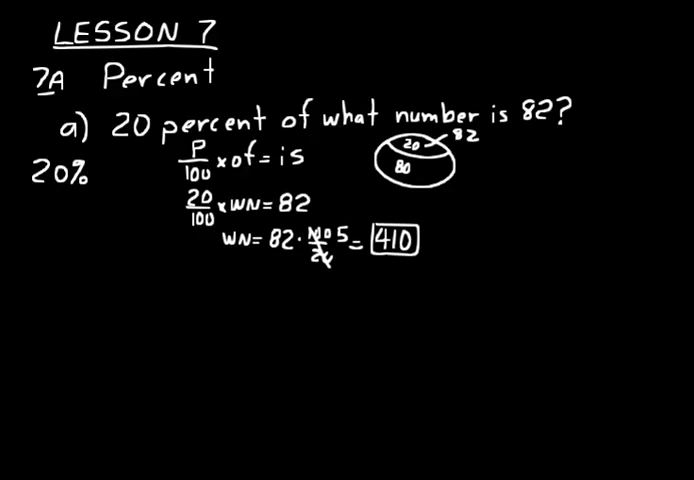 LESSON 7
7A Percent
a) 20 percent of what number is 82?
20%
P/100 × of = is
20 82
80
20/100 × WN = 82
WN = 82 · 100/20 5 = 410